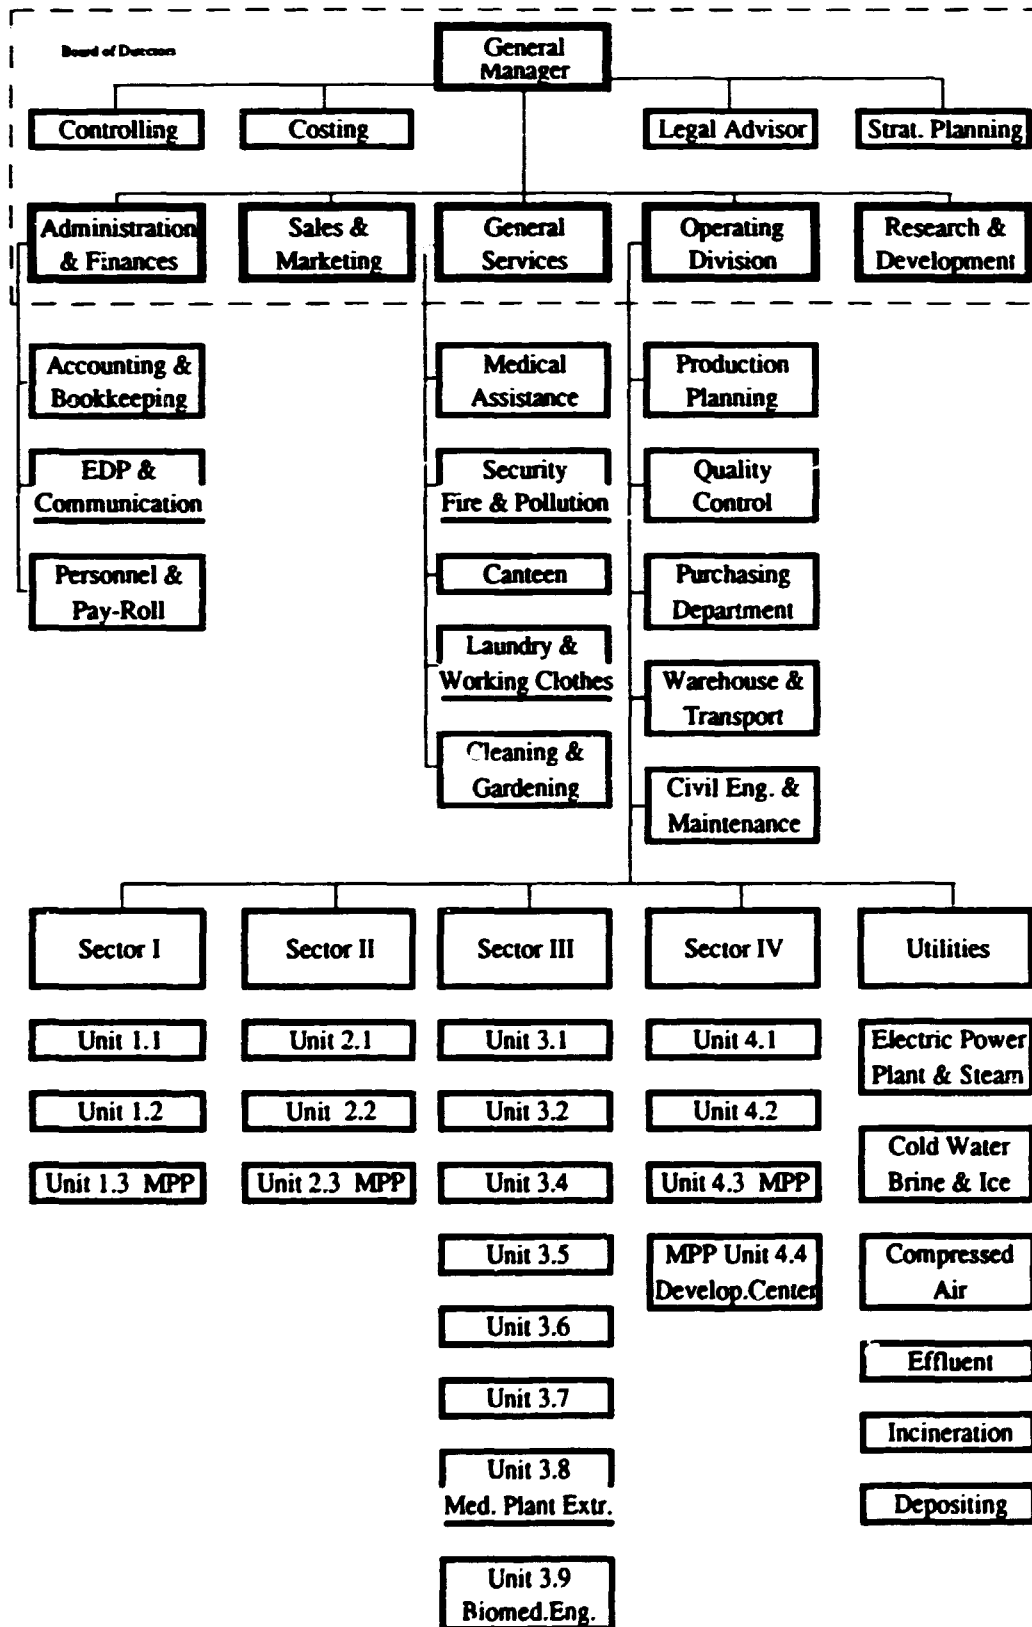 Board of Directors
General
Manager
Controlling
Costing
Legal Advisor
Strat. Planning
Administration
& Finances
Sales &
Marketing
General
Services
Operating
Division
Research &
Development
Accounting &
Bookkeeping
EDP &
Communication
Personnel &
Pay-Roll
Medical
Assistance
Security
Fire & Pollution
Canteen
Laundry &
Working Clothes
Cleaning &
Gardening
Production
Planning
Quality
Control
Purchasing
Department
Warehouse &
Transport
Civil Eng. &
Maintenance
Sector I
Unit 1.1
Unit 1.2
Unit 1.3 MPP
Sector II
Unit 2.1
Unit 2.2
Unit 2.3 MPP
Sector III
Unit 3.1
Unit 3.2
Unit 3.4
Unit 3.5
Unit 3.6
Unit 3.7
Unit 3.8
Med. Plant Extr.
Unit 3.9
Biomed.Eng.
Sector IV
Unit 4.1
Unit 4.2
Unit 4.3 MPP
MPP Unit 4.4
Develop.Center
Utilities
Electric Power
Plant & Steam
Cold Water
Brine & Ice
Compressed
Air
Effluent
Incineration
Depositing